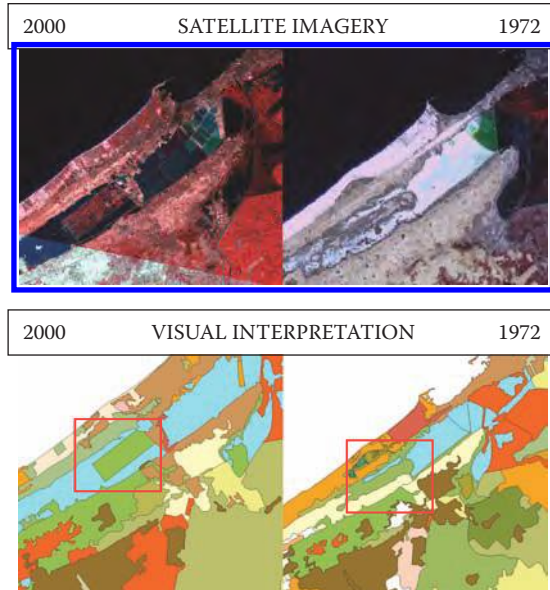 2000 SATELLITE IMAGERY 1972
2000 VISUAL INTERPRETATION 1972